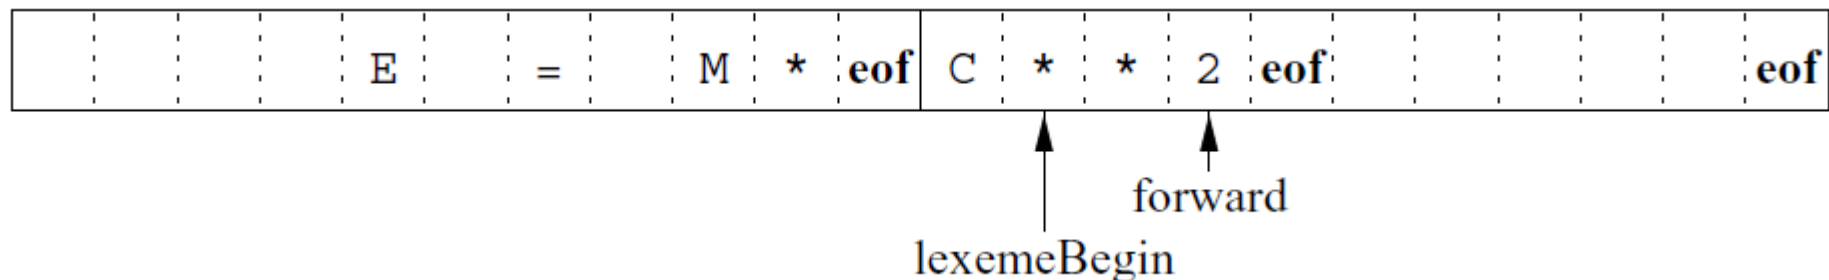 E = M * eof C * * 2 eof eof
forward
lexemeBegin